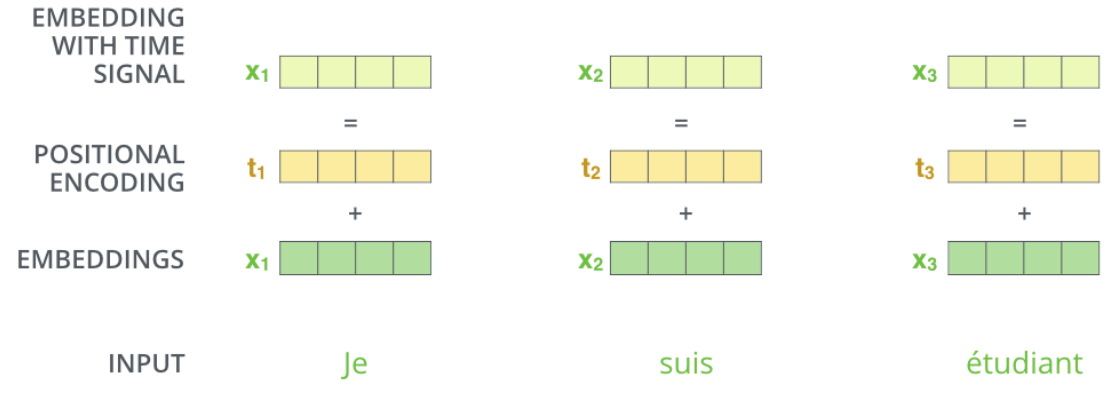 EMBEDDING
WITH TIME
SIGNAL
x₁ x₂ x₃
= = =
POSITIONAL
ENCODING
t₁ t₂ t₃
+ + +
EMBEDDINGS x₁ x₂ x₃
INPUT Je suis étudiant